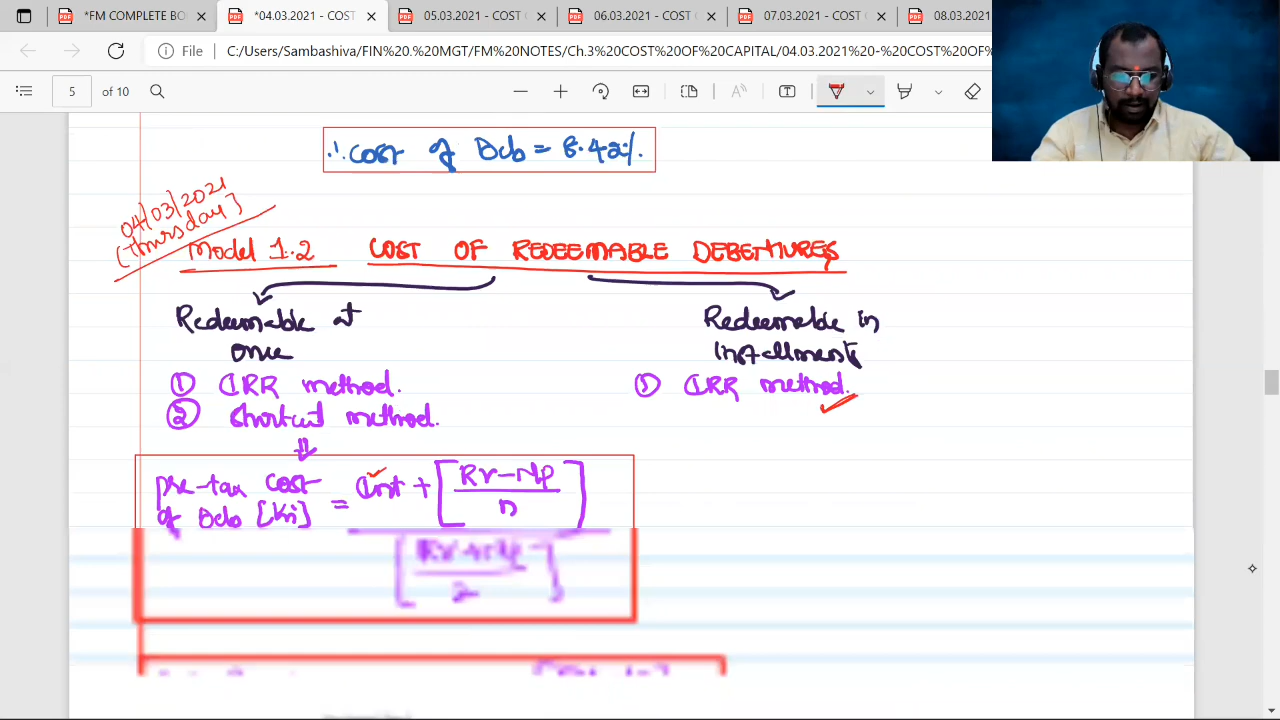 *FM COMPLETE BO
*04.03.2021 - COST
05.03.2021 - COST
06.03.2021 - COST
07.03.2021 - COST
08.03.2021
File
C:/Users/Sambashiva/FIN%20.%20MGT/FM%20NOTES/Ch.3%20COST%20OF%20CAPITAL/04.03.2021%20-%20COST%20OF%
5 of 10
∴ Cost of Deb = 8.42%.
04/03/2021
[Thursday]
Model 1.2 COST OF REDEEMABLE DEBENTURES
Redeemable at once
Redeemable in Installments
① IRR method.
② Shortcut method.
① IRR method.
Pre-tax Cost of Deb [Ki] = Int + [RV-NP / n]
[RV+NP / 2]